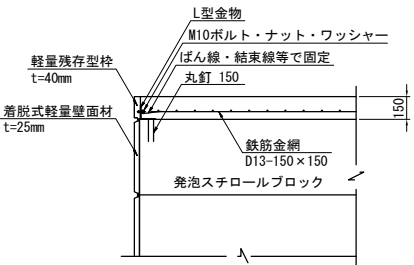 L型金物
M10ボルト・ナット・ワッシャー
ばん線・結束線等で固定
丸釘 150
軽量残存型枠
t=40mm
着脱式軽量壁面材
t=25mm
150
鉄筋金網
D13-150×150
発泡スチロールブロック